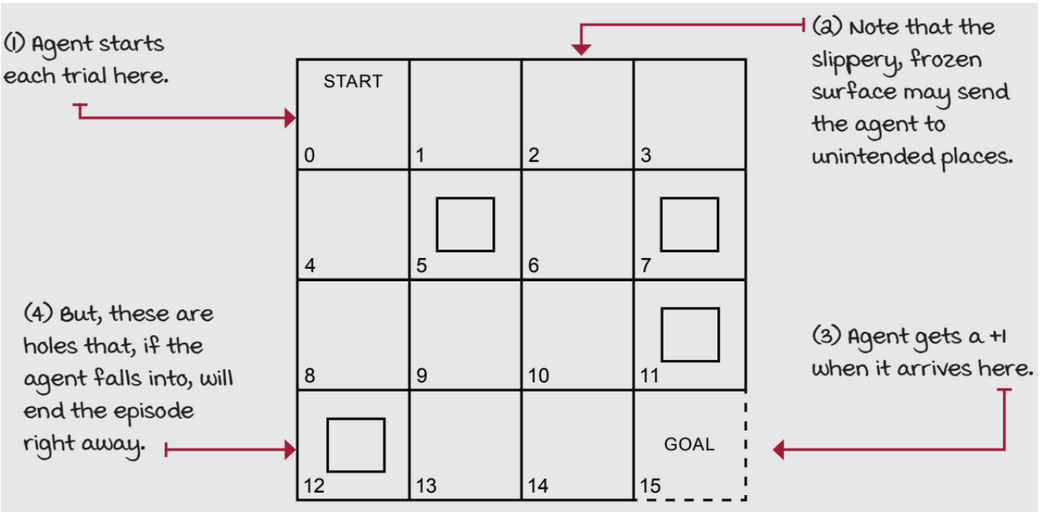 (1) Agent starts
each trial here.
(2) Note that the
slippery, frozen
surface may send
the agent to
unintended places.
START
0
1
2
3
4
5
6
7
(4) But, these are
holes that, if the
agent falls into, will
end the episode
right away.
8
9
10
11
(3) Agent gets a +1
when it arrives here.
GOAL
12
13
14
15